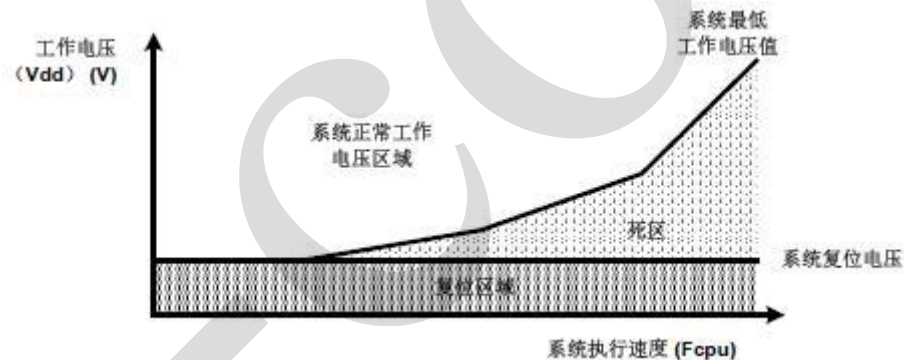 系统最低
工作电压值
工作电压
（Vdd） (V)
系统正常工作
电压区域
死区
系统复位电压
复位区域
系统执行速度 (Fcpu)